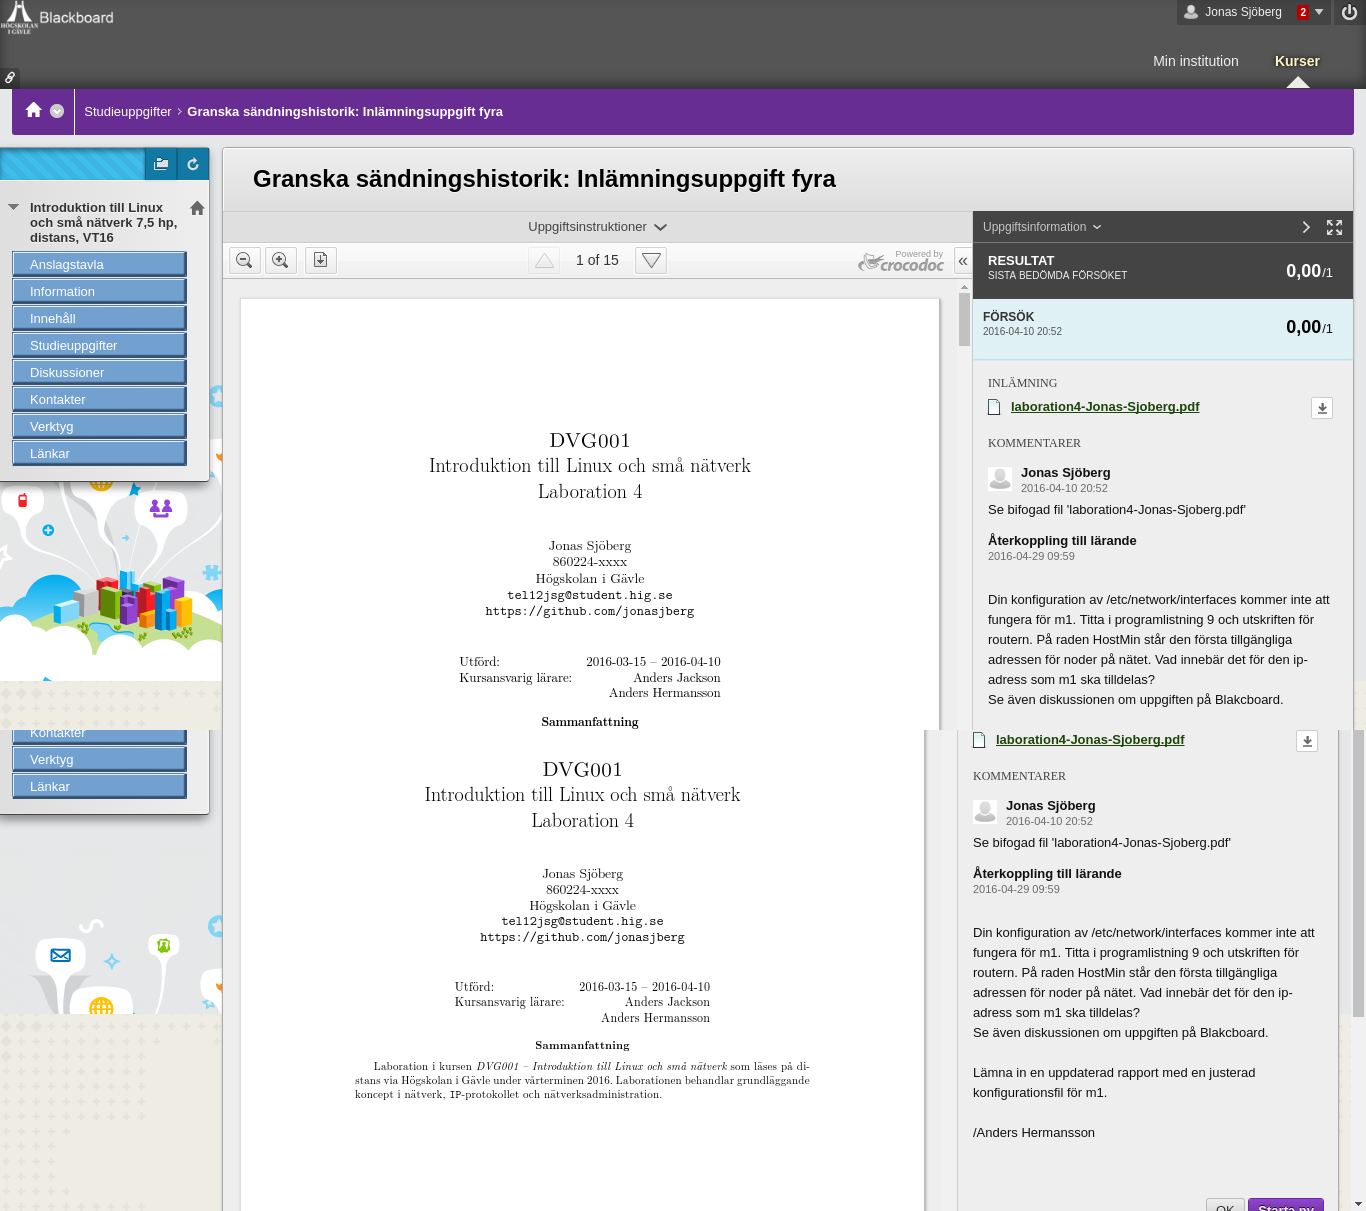 HÖGSKOLAN
I GÄVLE
Blackboard
Jonas Sjöberg
2
Min institution
Kurser
Studieuppgifter
Granska sändningshistorik: Inlämningsuppgift fyra
Introduktion till Linux
och små nätverk 7,5 hp,
distans, VT16
Anslagstavla
Information
Innehåll
Studieuppgifter
Diskussioner
Kontakter
Verktyg
Länkar
Granska sändningshistorik: Inlämningsuppgift fyra
Uppgiftsinstruktioner
1 of 15
Powered by
crocodoc
«
DVG001
Introduktion till Linux och små nätverk
Laboration 4
Jonas Sjöberg
860224-xxxx
Högskolan i Gävle
tel12jsg@student.hig.se
https://github.com/jonasjberg
Utförd: 2016-03-15 – 2016-04-10
Kursansvarig lärare: Anders Jackson
Anders Hermansson
Sammanfattning
Uppgiftsinformation
RESULTAT
SISTA BEDÖMDA FÖRSÖKET
0,00/1
FÖRSÖK
2016-04-10 20:52
0,00/1
INLÄMNING
laboration4-Jonas-Sjoberg.pdf
KOMMENTARER
Jonas Sjöberg
2016-04-10 20:52
Se bifogad fil 'laboration4-Jonas-Sjoberg.pdf'
Återkoppling till lärande
2016-04-29 09:59
Din konfiguration av /etc/network/interfaces kommer inte att
fungera för m1. Titta i programlistning 9 och utskriften för
routern. På raden HostMin står den första tillgängliga
adressen för noder på nätet. Vad innebär det för den ip-
adress som m1 ska tilldelas?
Se även diskussionen om uppgiften på Blakcboard.
Kontakter
Verktyg
Länkar
DVG001
Introduktion till Linux och små nätverk
Laboration 4
Jonas Sjöberg
860224-xxxx
Högskolan i Gävle
tel12jsg@student.hig.se
https://github.com/jonasjberg
Utförd: 2016-03-15 – 2016-04-10
Kursansvarig lärare: Anders Jackson
Anders Hermansson
Sammanfattning
Laboration i kursen DVG001 – Introduktion till Linux och små nätverk som läses på di-
stans via Högskolan i Gävle under vårterminen 2016. Laborationen behandlar grundläggande
koncept i nätverk, IP-protokollet och nätverksadministration.
laboration4-Jonas-Sjoberg.pdf
KOMMENTARER
Jonas Sjöberg
2016-04-10 20:52
Se bifogad fil 'laboration4-Jonas-Sjoberg.pdf'
Återkoppling till lärande
2016-04-29 09:59
Din konfiguration av /etc/network/interfaces kommer inte att
fungera för m1. Titta i programlistning 9 och utskriften för
routern. På raden HostMin står den första tillgängliga
adressen för noder på nätet. Vad innebär det för den ip-
adress som m1 ska tilldelas?
Se även diskussionen om uppgiften på Blakcboard.
Lämna in en uppdaterad rapport med en justerad
konfigurationsfil för m1.
/Anders Hermansson
OK
Starta ny